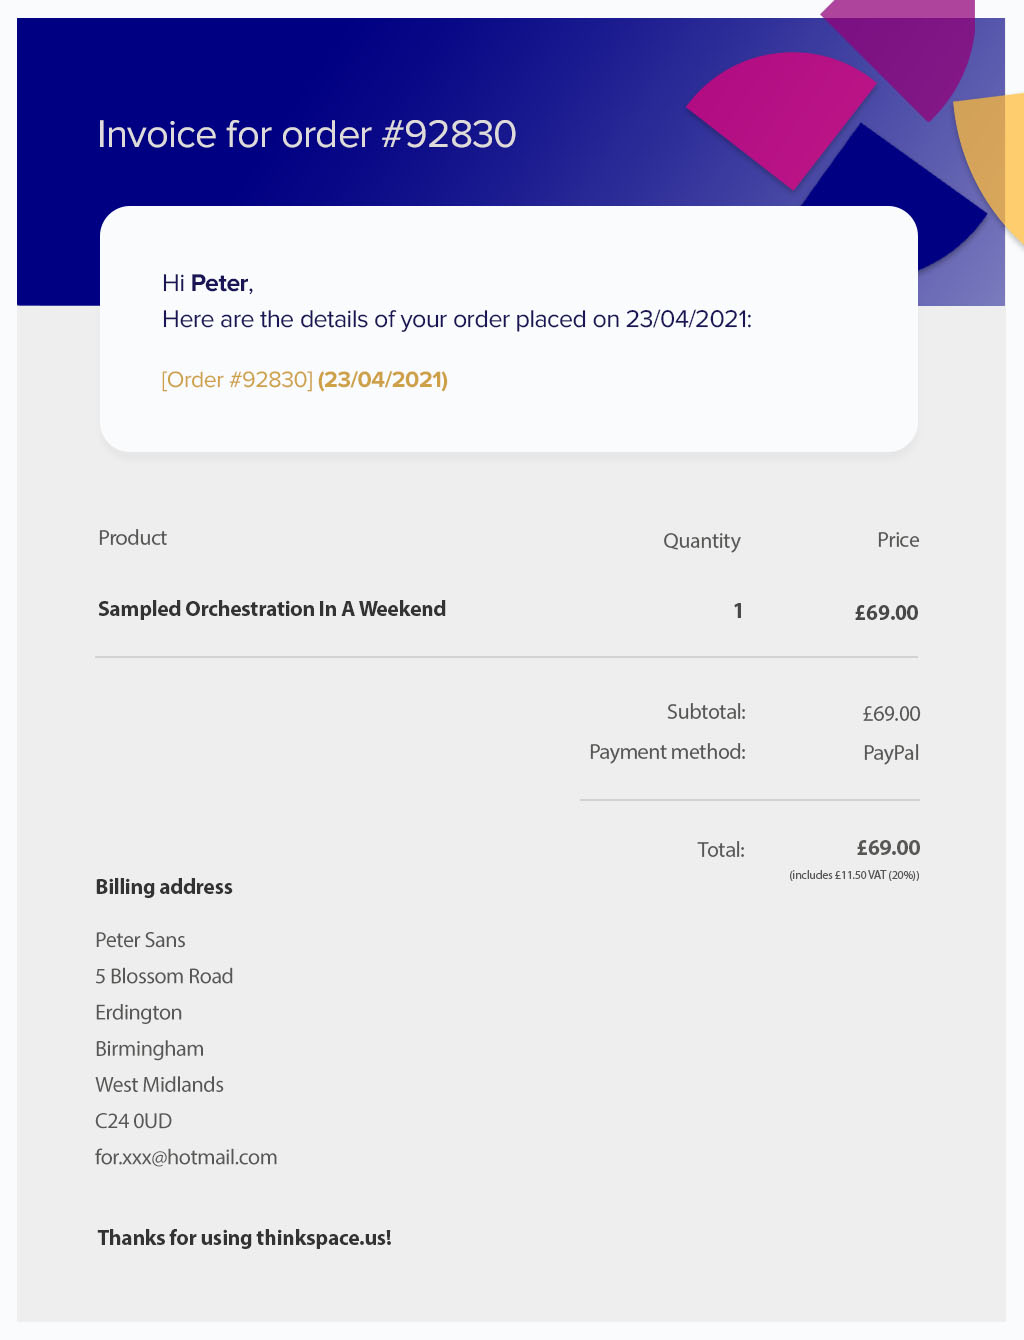 Invoice for order #92830
Hi Peter,
Here are the details of your order placed on 23/04/2021:
[Order #92830] (23/04/2021)
Product Quantity Price
Sampled Orchestration In A Weekend 1 £69.00
Subtotal: £69.00
Payment method: PayPal
Total: £69.00
(includes £11.50 VAT (20%))
Billing address
Peter Sans
5 Blossom Road
Erdington
Birmingham
West Midlands
C24 0UD
for.xxx@hotmail.com
Thanks for using thinkspace.us!